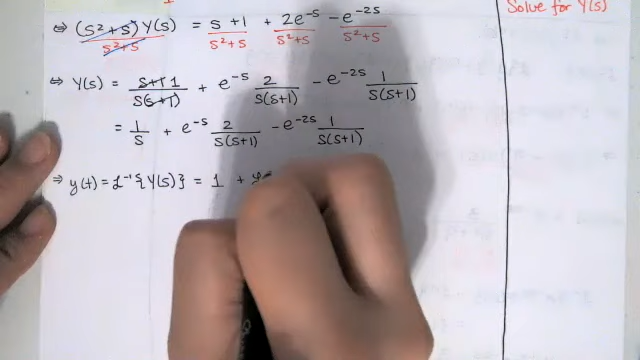 Solve for Y(s)
⇔ (s² + s) Y(s) / s²+s = s + 1 / s²+s + 2e^-s / s²+s - e^-2s / s²+s
⇔ Y(s) = s+1 / s(s+1) + e^-s 2 / s(s+1) - e^-2s 1 / s(s+1)
= 1/s + e^-s 2 / s(s+1) - e^-2s 1 / s(s+1)
⇒ y(t) = ℒ⁻¹{Y(s)} = 1 +